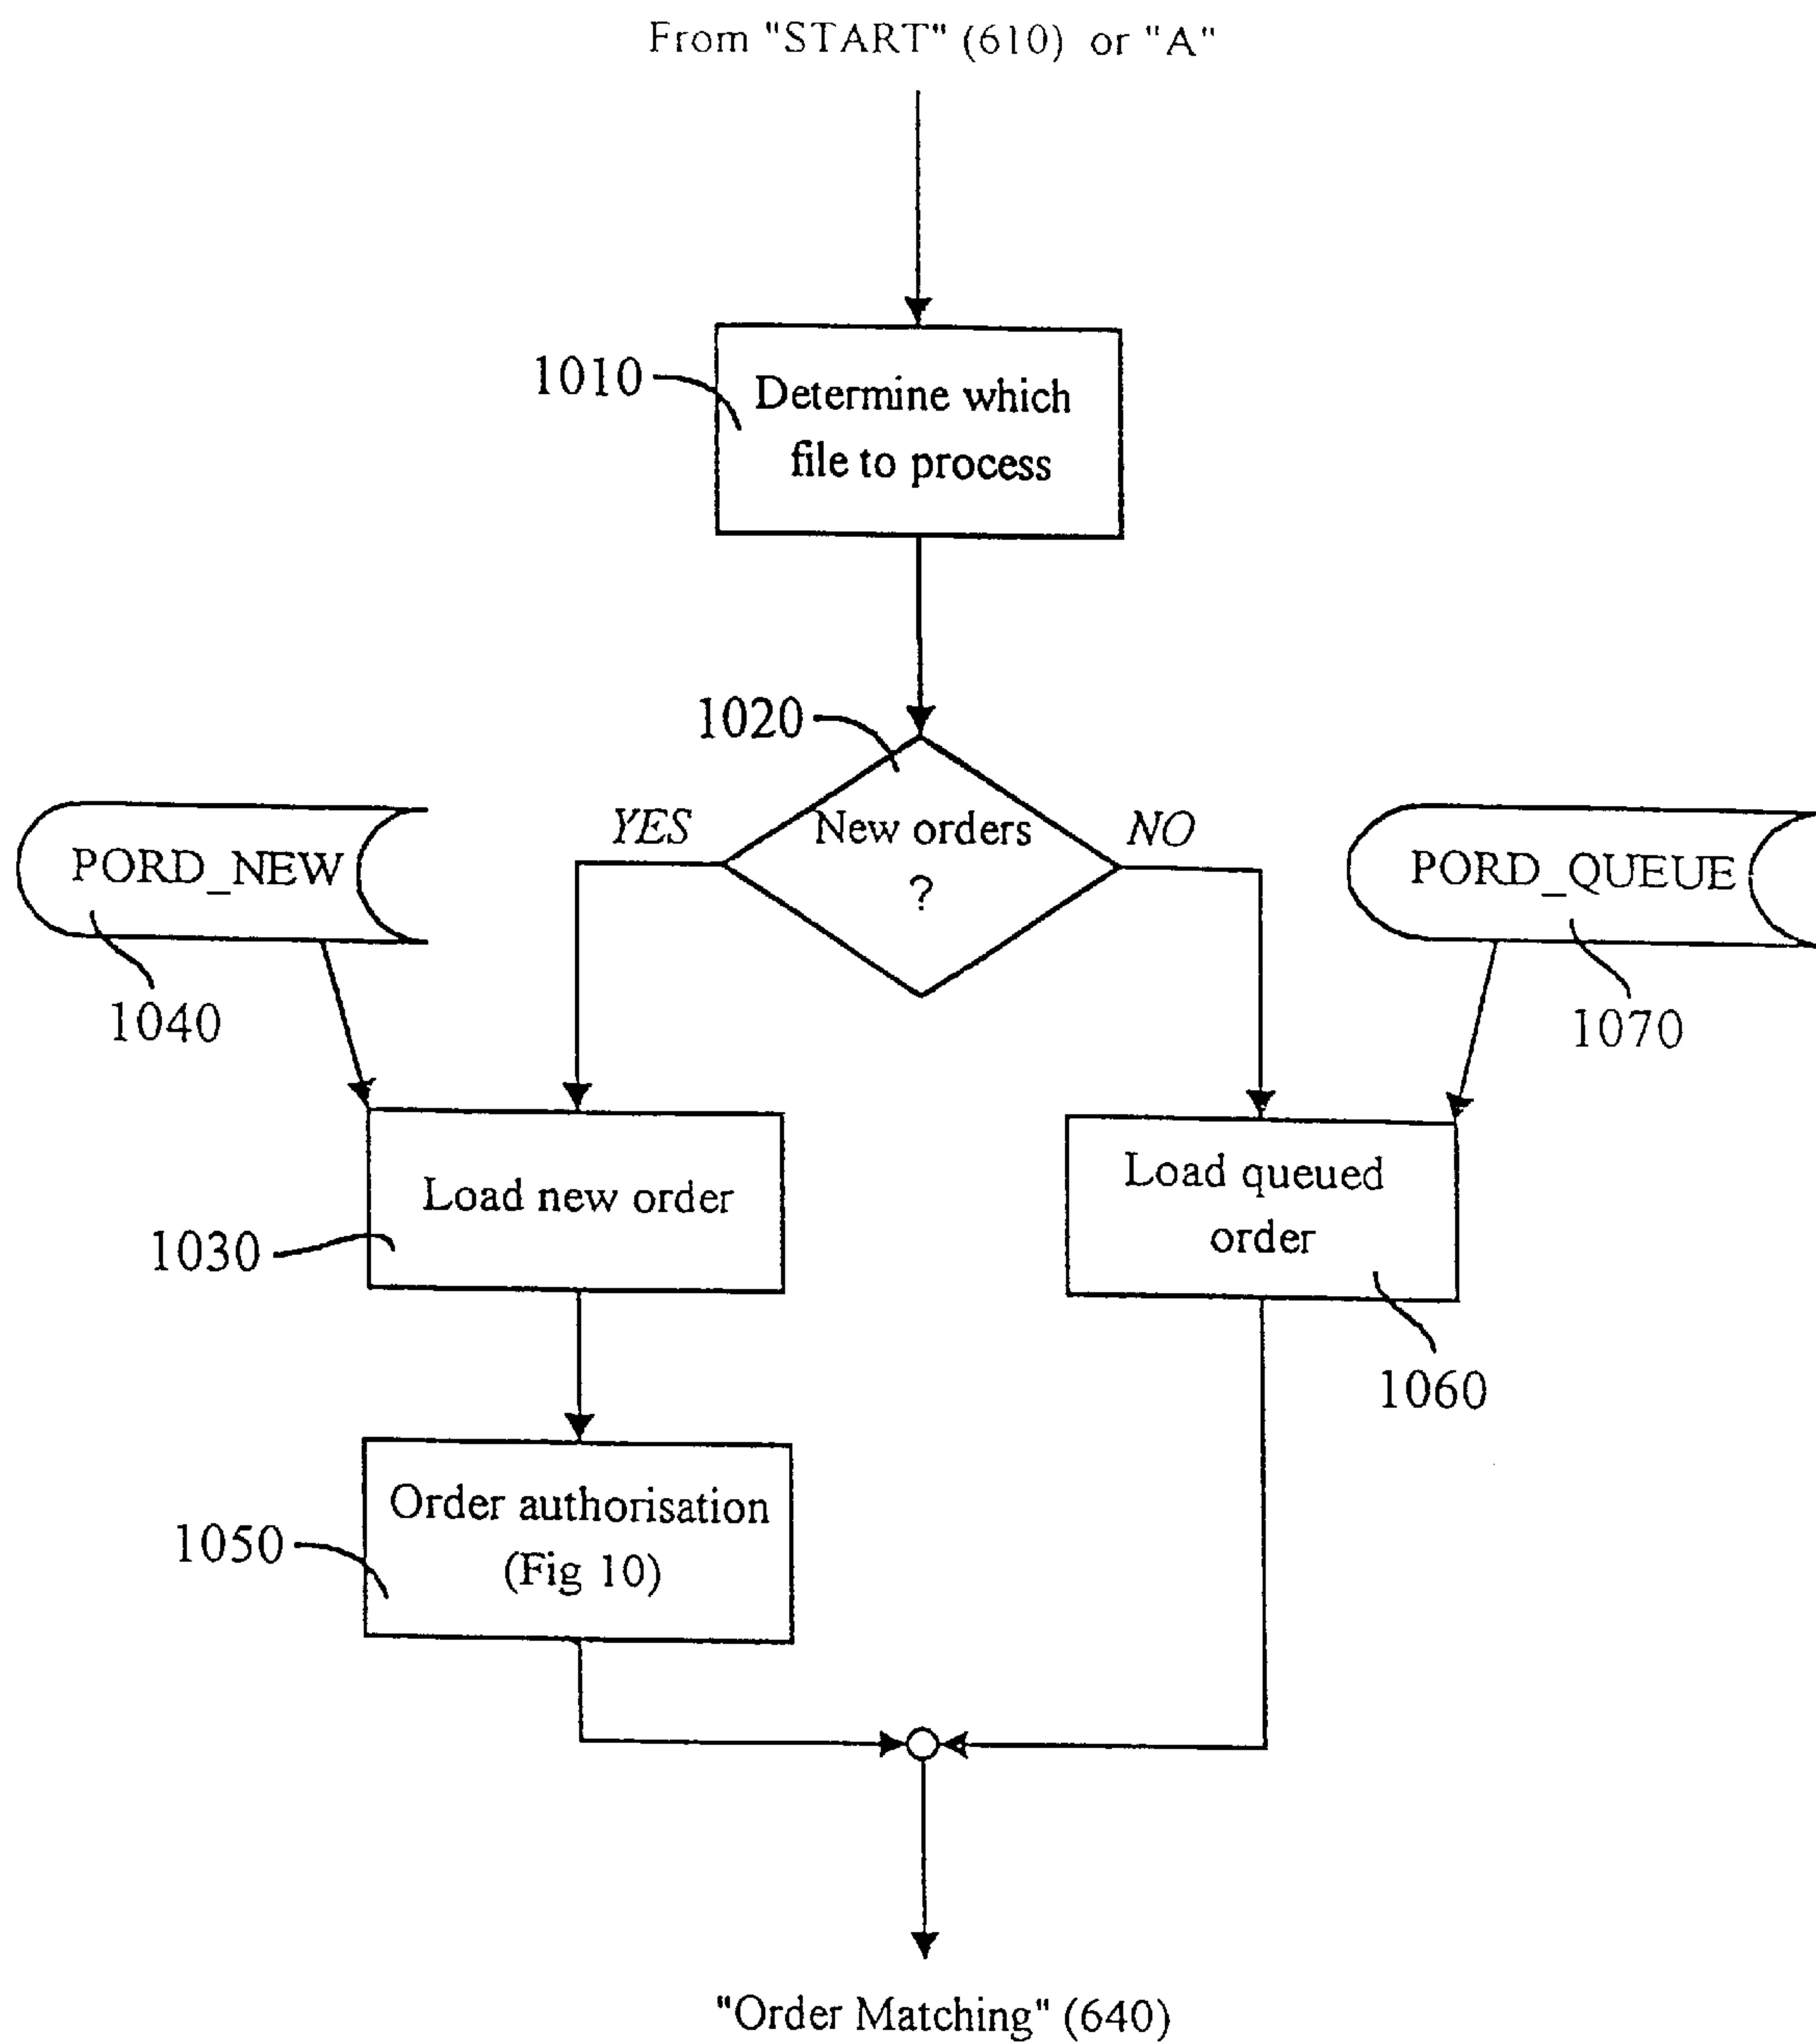 From "START" (610) or "A"
1010
Determine which
file to process
1020
YES
New orders
?
NO
PORD_NEW
PORD_QUEUE
1040
1070
Load new order
1030
Load queued
order
1060
Order authorisation
(Fig 10)
1050
"Order Matching" (640)